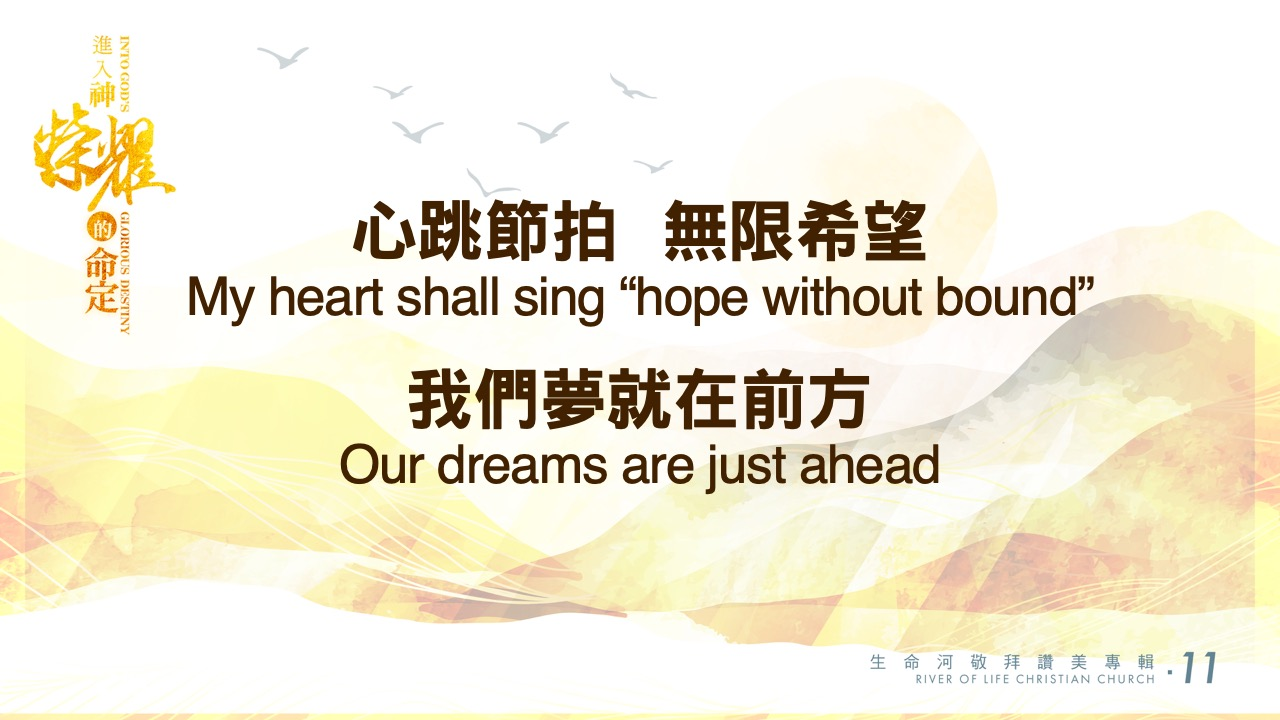 進入神
榮耀
的
命定
INTO GOD'S
GLORIOUS DESTINY
心跳節拍 無限希望
My heart shall sing “hope without bound”
我們夢就在前方
Our dreams are just ahead
生命河敬拜讚美專輯
RIVER OF LIFE CHRISTIAN CHURCH
·11